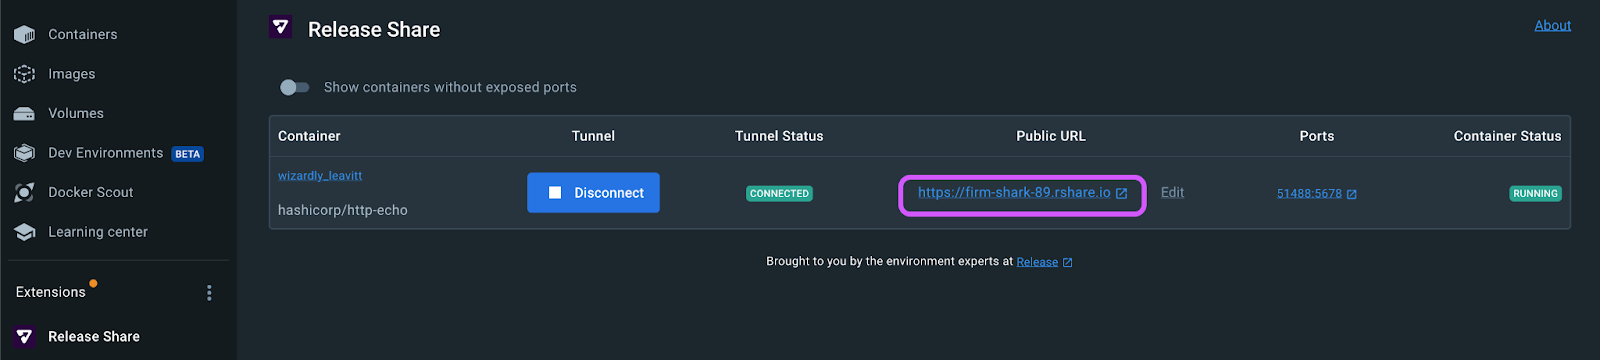 Containers
Images
Volumes
Dev Environments BETA
Docker Scout
Learning center
Extensions
Release Share
Release Share
About
Show containers without exposed ports
Container Tunnel Tunnel Status Public URL Ports Container Status
wizardly_leavitt
hashicorp/http-echo
Disconnect
CONNECTED
https://firm-shark-89.rshare.io
Edit
51488:5678
RUNNING
Brought to you by the environment experts at Release